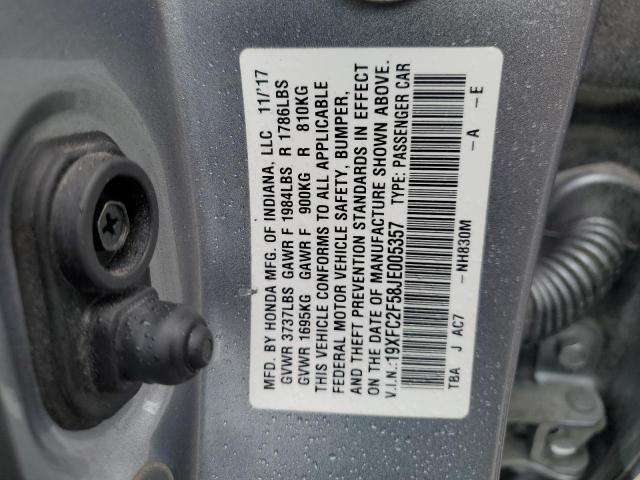 MFD. BY HONDA MFG. OF INDIANA, LLC 11/'17
GVWR 3737LBS GAWR F 1984LBS R 1786LBS
GVWR 1695KG GAWR F 900KG R 810KG
THIS VEHICLE CONFORMS TO ALL APPLICABLE
FEDERAL MOTOR VEHICLE SAFETY, BUMPER,
AND THEFT PREVENTION STANDARDS IN EFFECT
ON THE DATE OF MANUFACTURE SHOWN ABOVE.
V.I.N.:19XFC2F58JE005357 TYPE: PASSENGER CAR
TBA J AC7 -NH830M -A -E